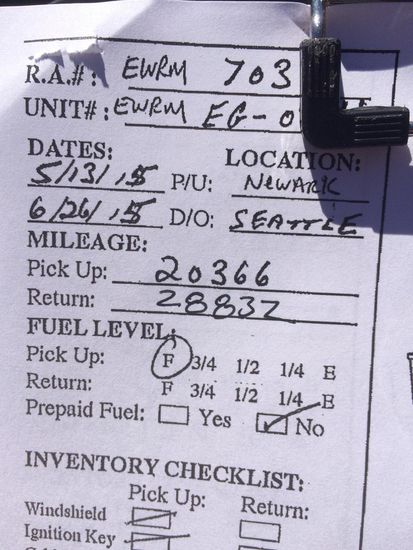 R.A.#: EWRM 703
UNIT#: EWRM EG-0
DATES: LOCATION:
5/13/15 P/U: NEWARK
6/26/15 D/O: SEATTLE
MILEAGE:
Pick Up: 20366
Return: 28837
FUEL LEVEL:
Pick Up: F 3/4 1/2 1/4 E
Return: F 3/4 1/2 1/4 E
Prepaid Fuel: Yes No
INVENTORY CHECKLIST:
Pick Up: Return:
Windshield
Ignition Key